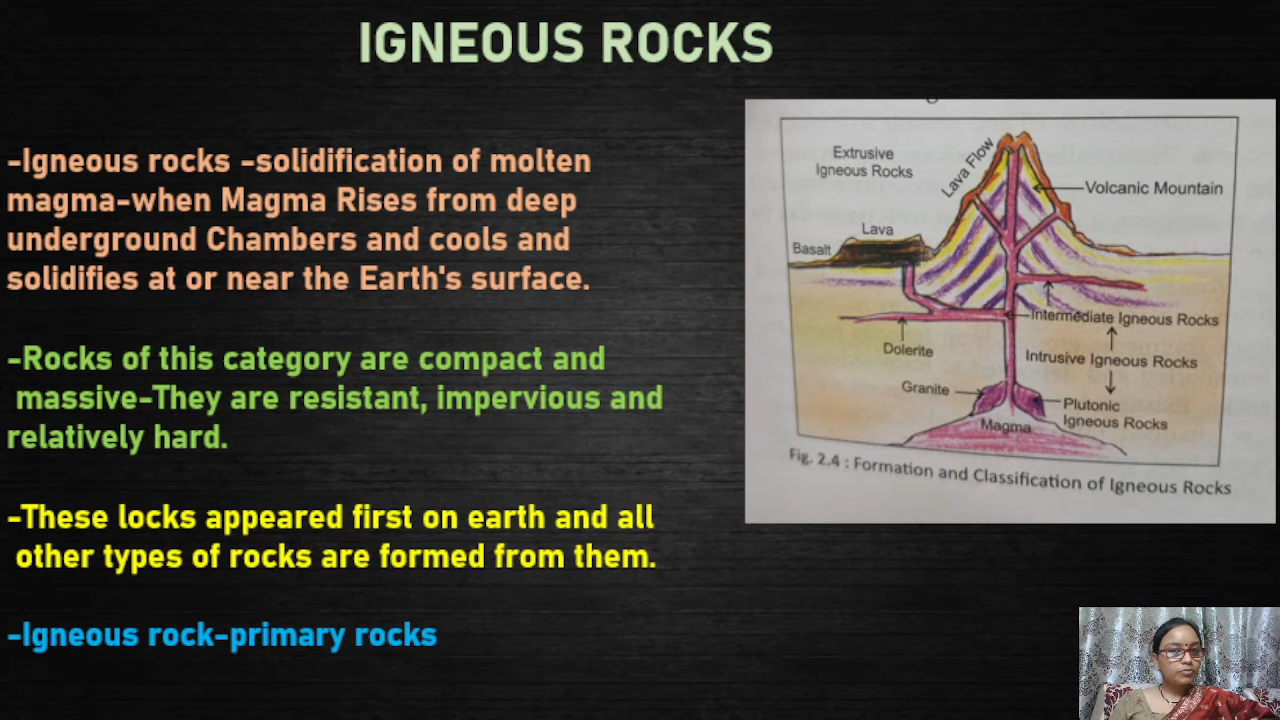 IGNEOUS ROCKS
-Igneous rocks -solidification of molten
magma-when Magma Rises from deep
underground Chambers and cools and
solidifies at or near the Earth's surface.
-Rocks of this category are compact and
massive-They are resistant, impervious and
relatively hard.
-These locks appeared first on earth and all
other types of rocks are formed from them.
-Igneous rock-primary rocks
Extrusive
Igneous Rocks
Lava Flow
Volcanic Mountain
Lava
Basalt
Intermediate Igneous Rocks
Dolerite
Intrusive Igneous Rocks
Granite
Plutonic
Igneous Rocks
Magma
Fig. 2.4 : Formation and Classification of Igneous Rocks